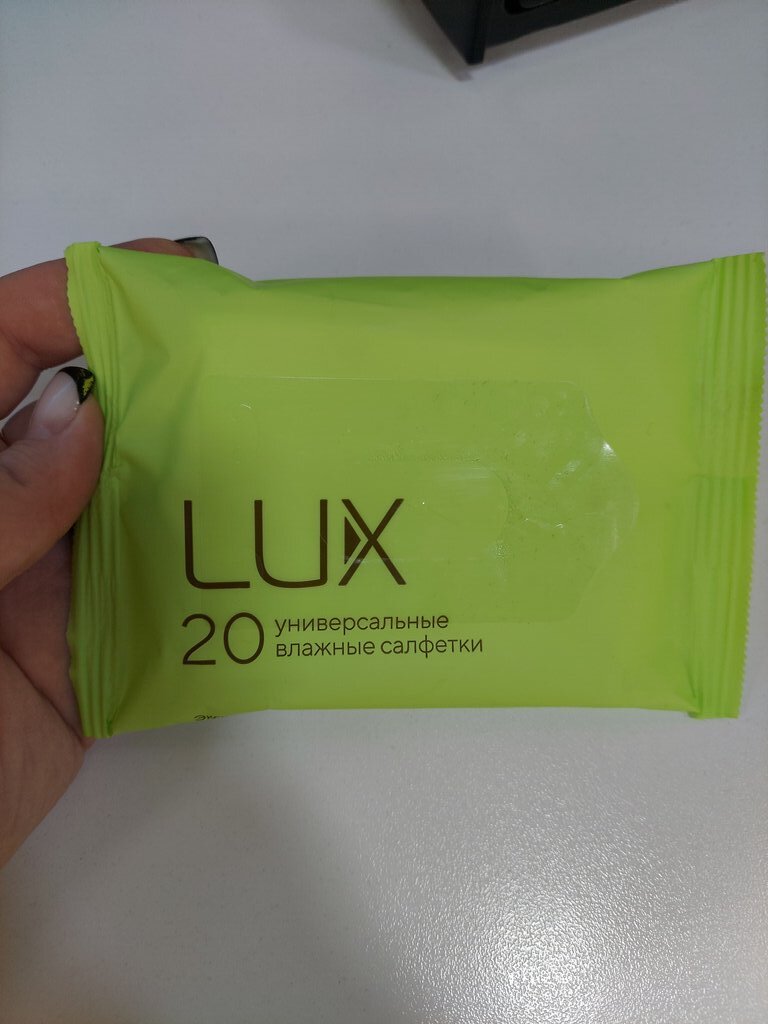 LUX
20 универсальные
влажные салфетки